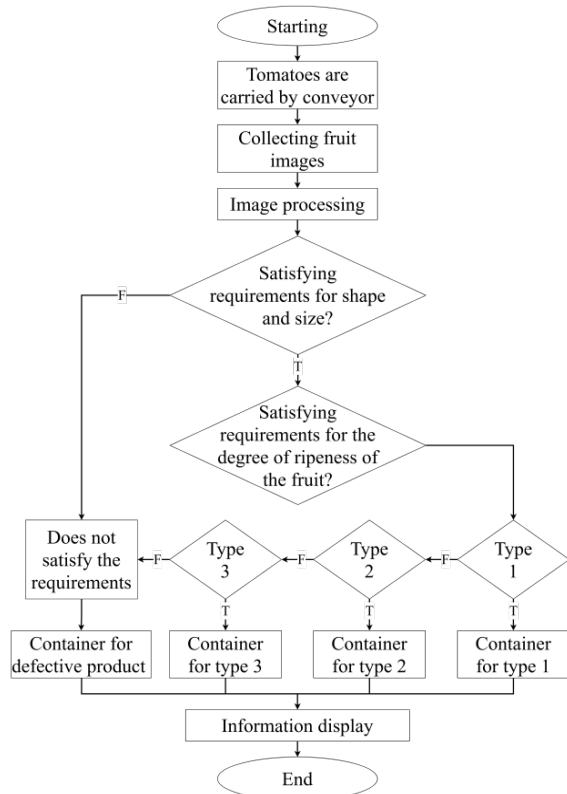 Starting
Tomatoes are
carried by conveyor
Collecting fruit
images
Image processing
Satisfying
requirements for shape
and size?
F
T
Satisfying
requirements for the
degree of ripeness of
the fruit?
Does not
satisfy the
requirements
F
Type
3
F
Type
2
F
Type
1
T
T
T
Container for
defective product
Container
for type 3
Container
for type 2
Container
for type 1
Information display
End